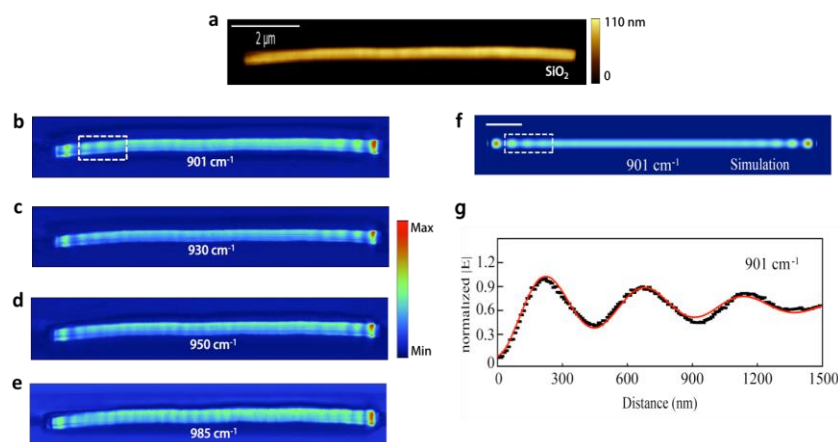 a
2 µm
SiO₂
110 nm
0
b
901 cm⁻¹
c
930 cm⁻¹
d
950 cm⁻¹
e
985 cm⁻¹
Max
Min
f
901 cm⁻¹ Simulation
g
901 cm⁻¹
normalized |E|
1.2
0.9
0.6
0.3
0 300 600 900 1200 1500
Distance (nm)